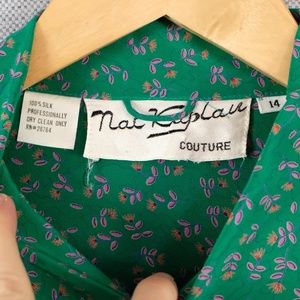 100% SILK
PROFESSIONALLY
DRY CLEAN ONLY
RN#28764
Nat Kaplan
COUTURE
14